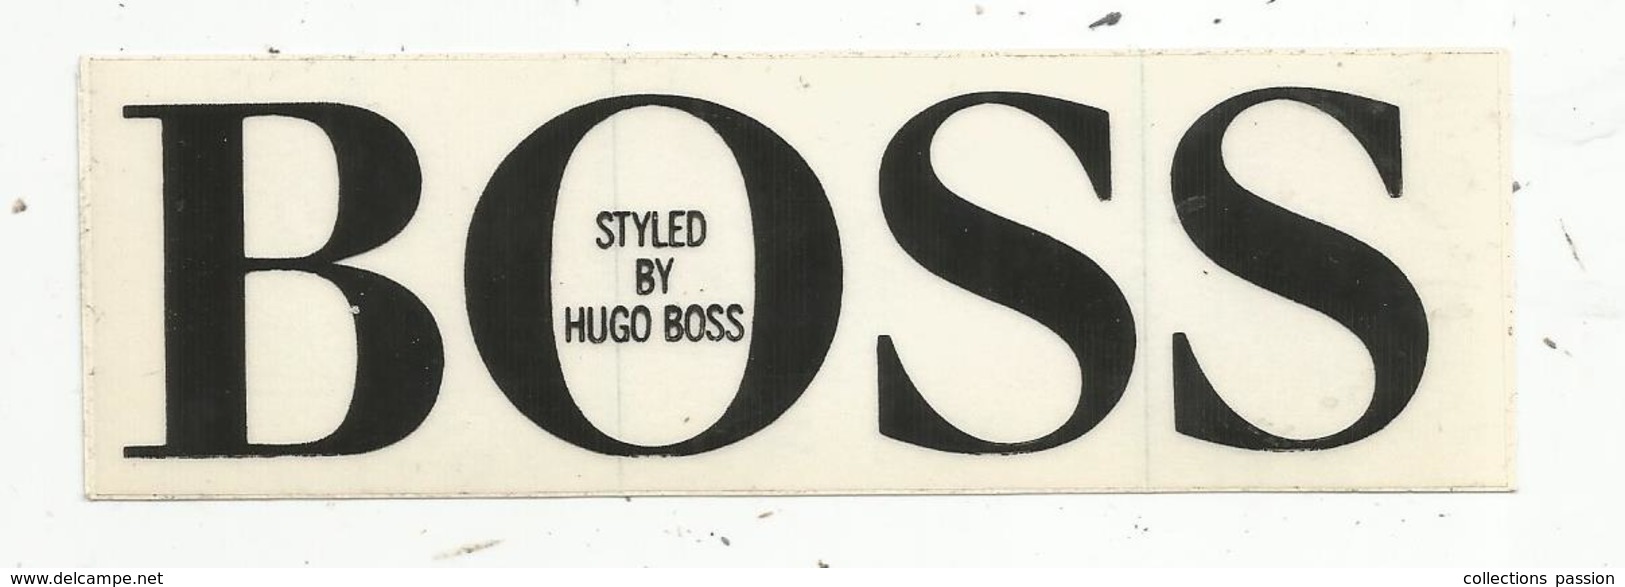 BOSS
STYLED
BY
HUGO BOSS
www.delcampe.net
collections passion